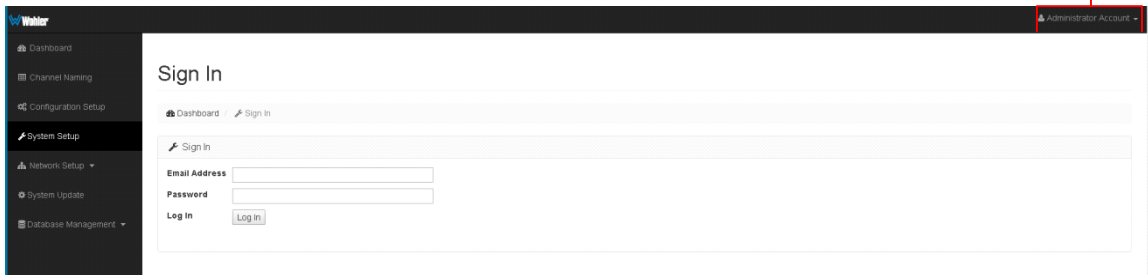 Wohler
Administrator Account
Dashboard
Channel Naming
Configuration Setup
System Setup
Network Setup
System Update
Database Management
Sign In
Dashboard / Sign In
Sign In
Email Address
Password
Log In
Log In